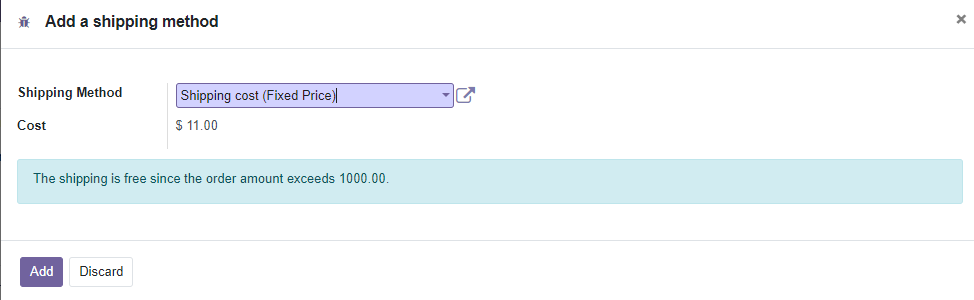 Add a shipping method
Shipping Method
Shipping cost (Fixed Price)
Cost
$ 11.00
The shipping is free since the order amount exceeds 1000.00.
Add
Discard